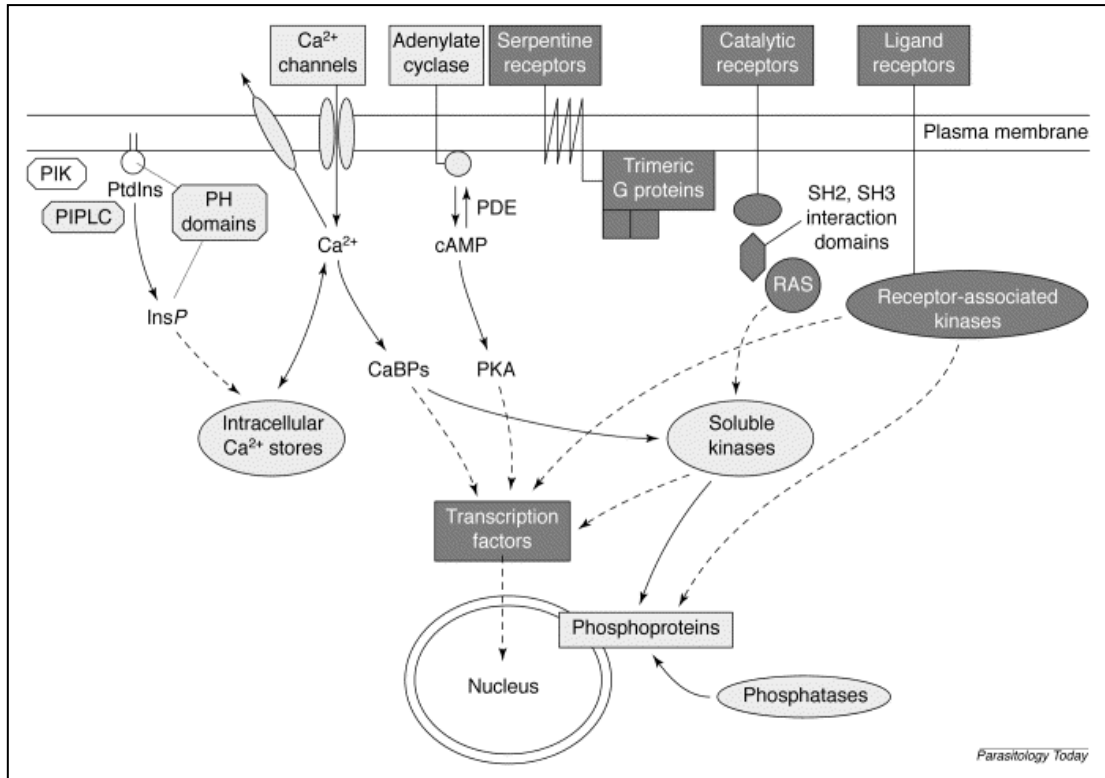 Ca²⁺
channels
Adenylate
cyclase
Serpentine
receptors
Catalytic
receptors
Ligand
receptors
Plasma membrane
PIK
PtdIns
PIPLC
PH
domains
Trimeric
G proteins
SH2, SH3
interaction
domains
PDE
Ca²⁺
cAMP
RAS
Receptor-associated
kinases
InsP
CaBPs
PKA
Intracellular
Ca²⁺ stores
Soluble
kinases
Transcription
factors
Phosphoproteins
Nucleus
Phosphatases
Parasitology Today